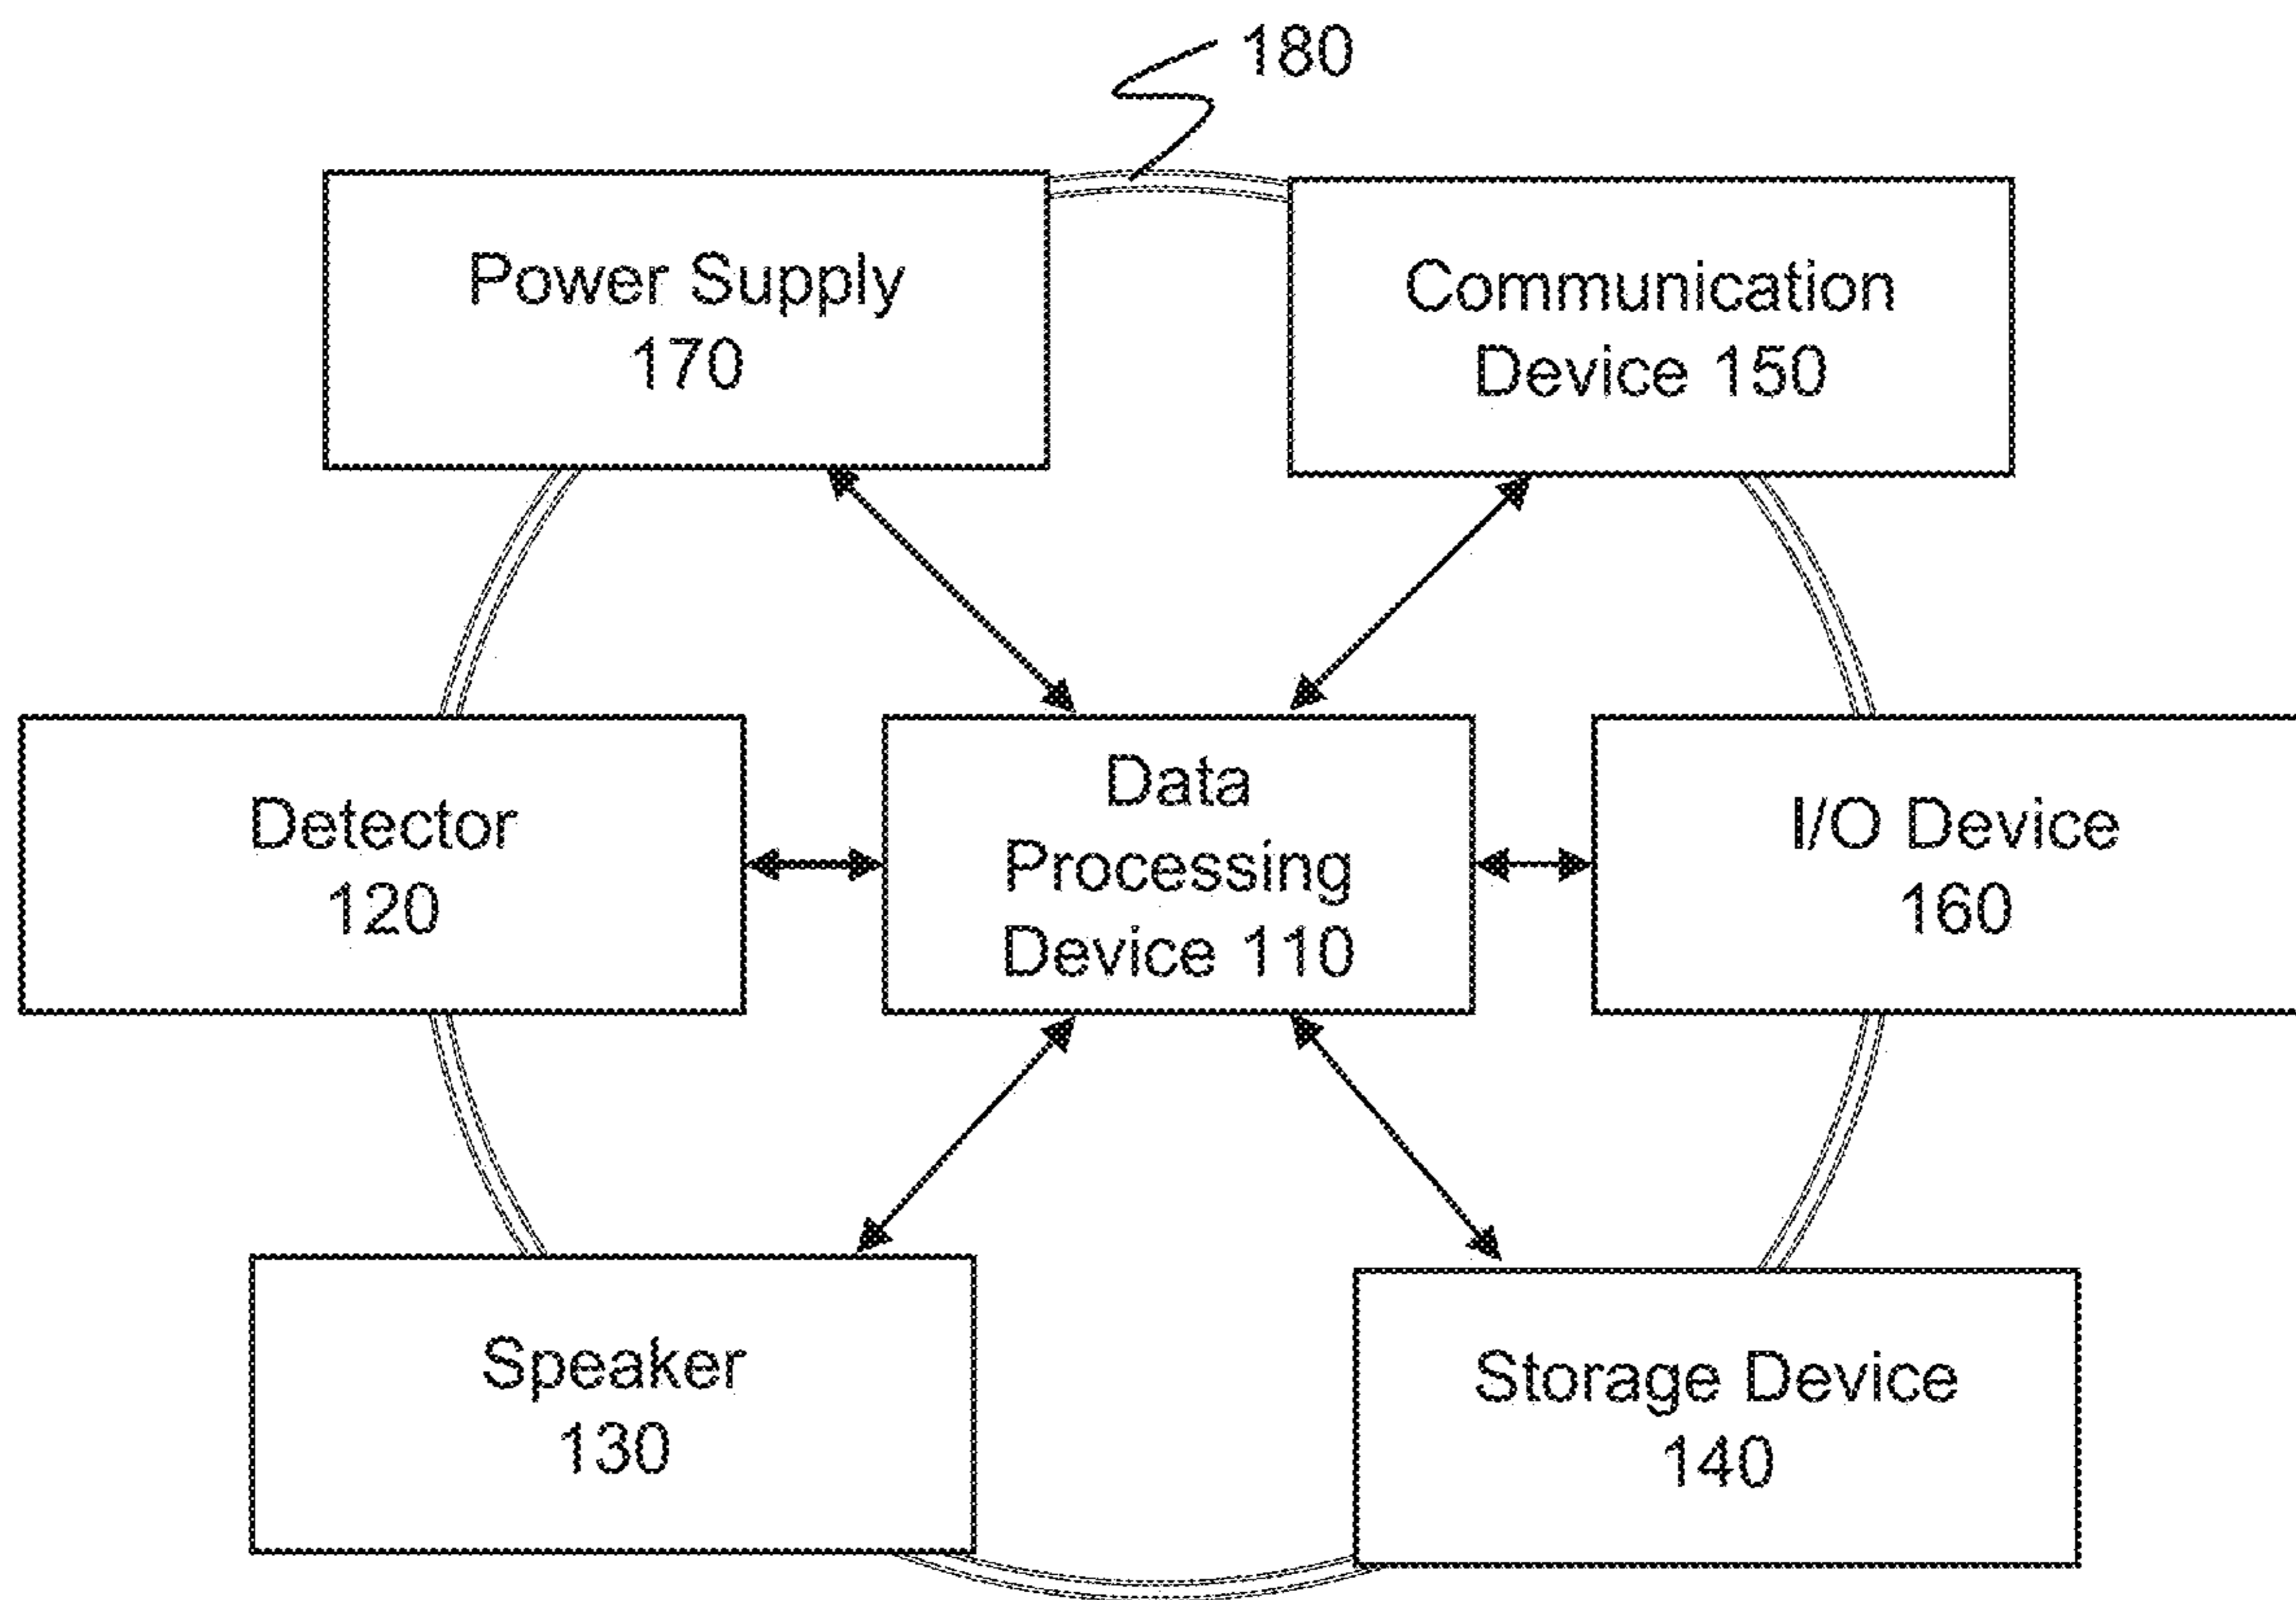 180
Power Supply
170
Communication
Device 150
Detector
120
Data
Processing
Device 110
I/O Device
160
Speaker
130
Storage Device
140